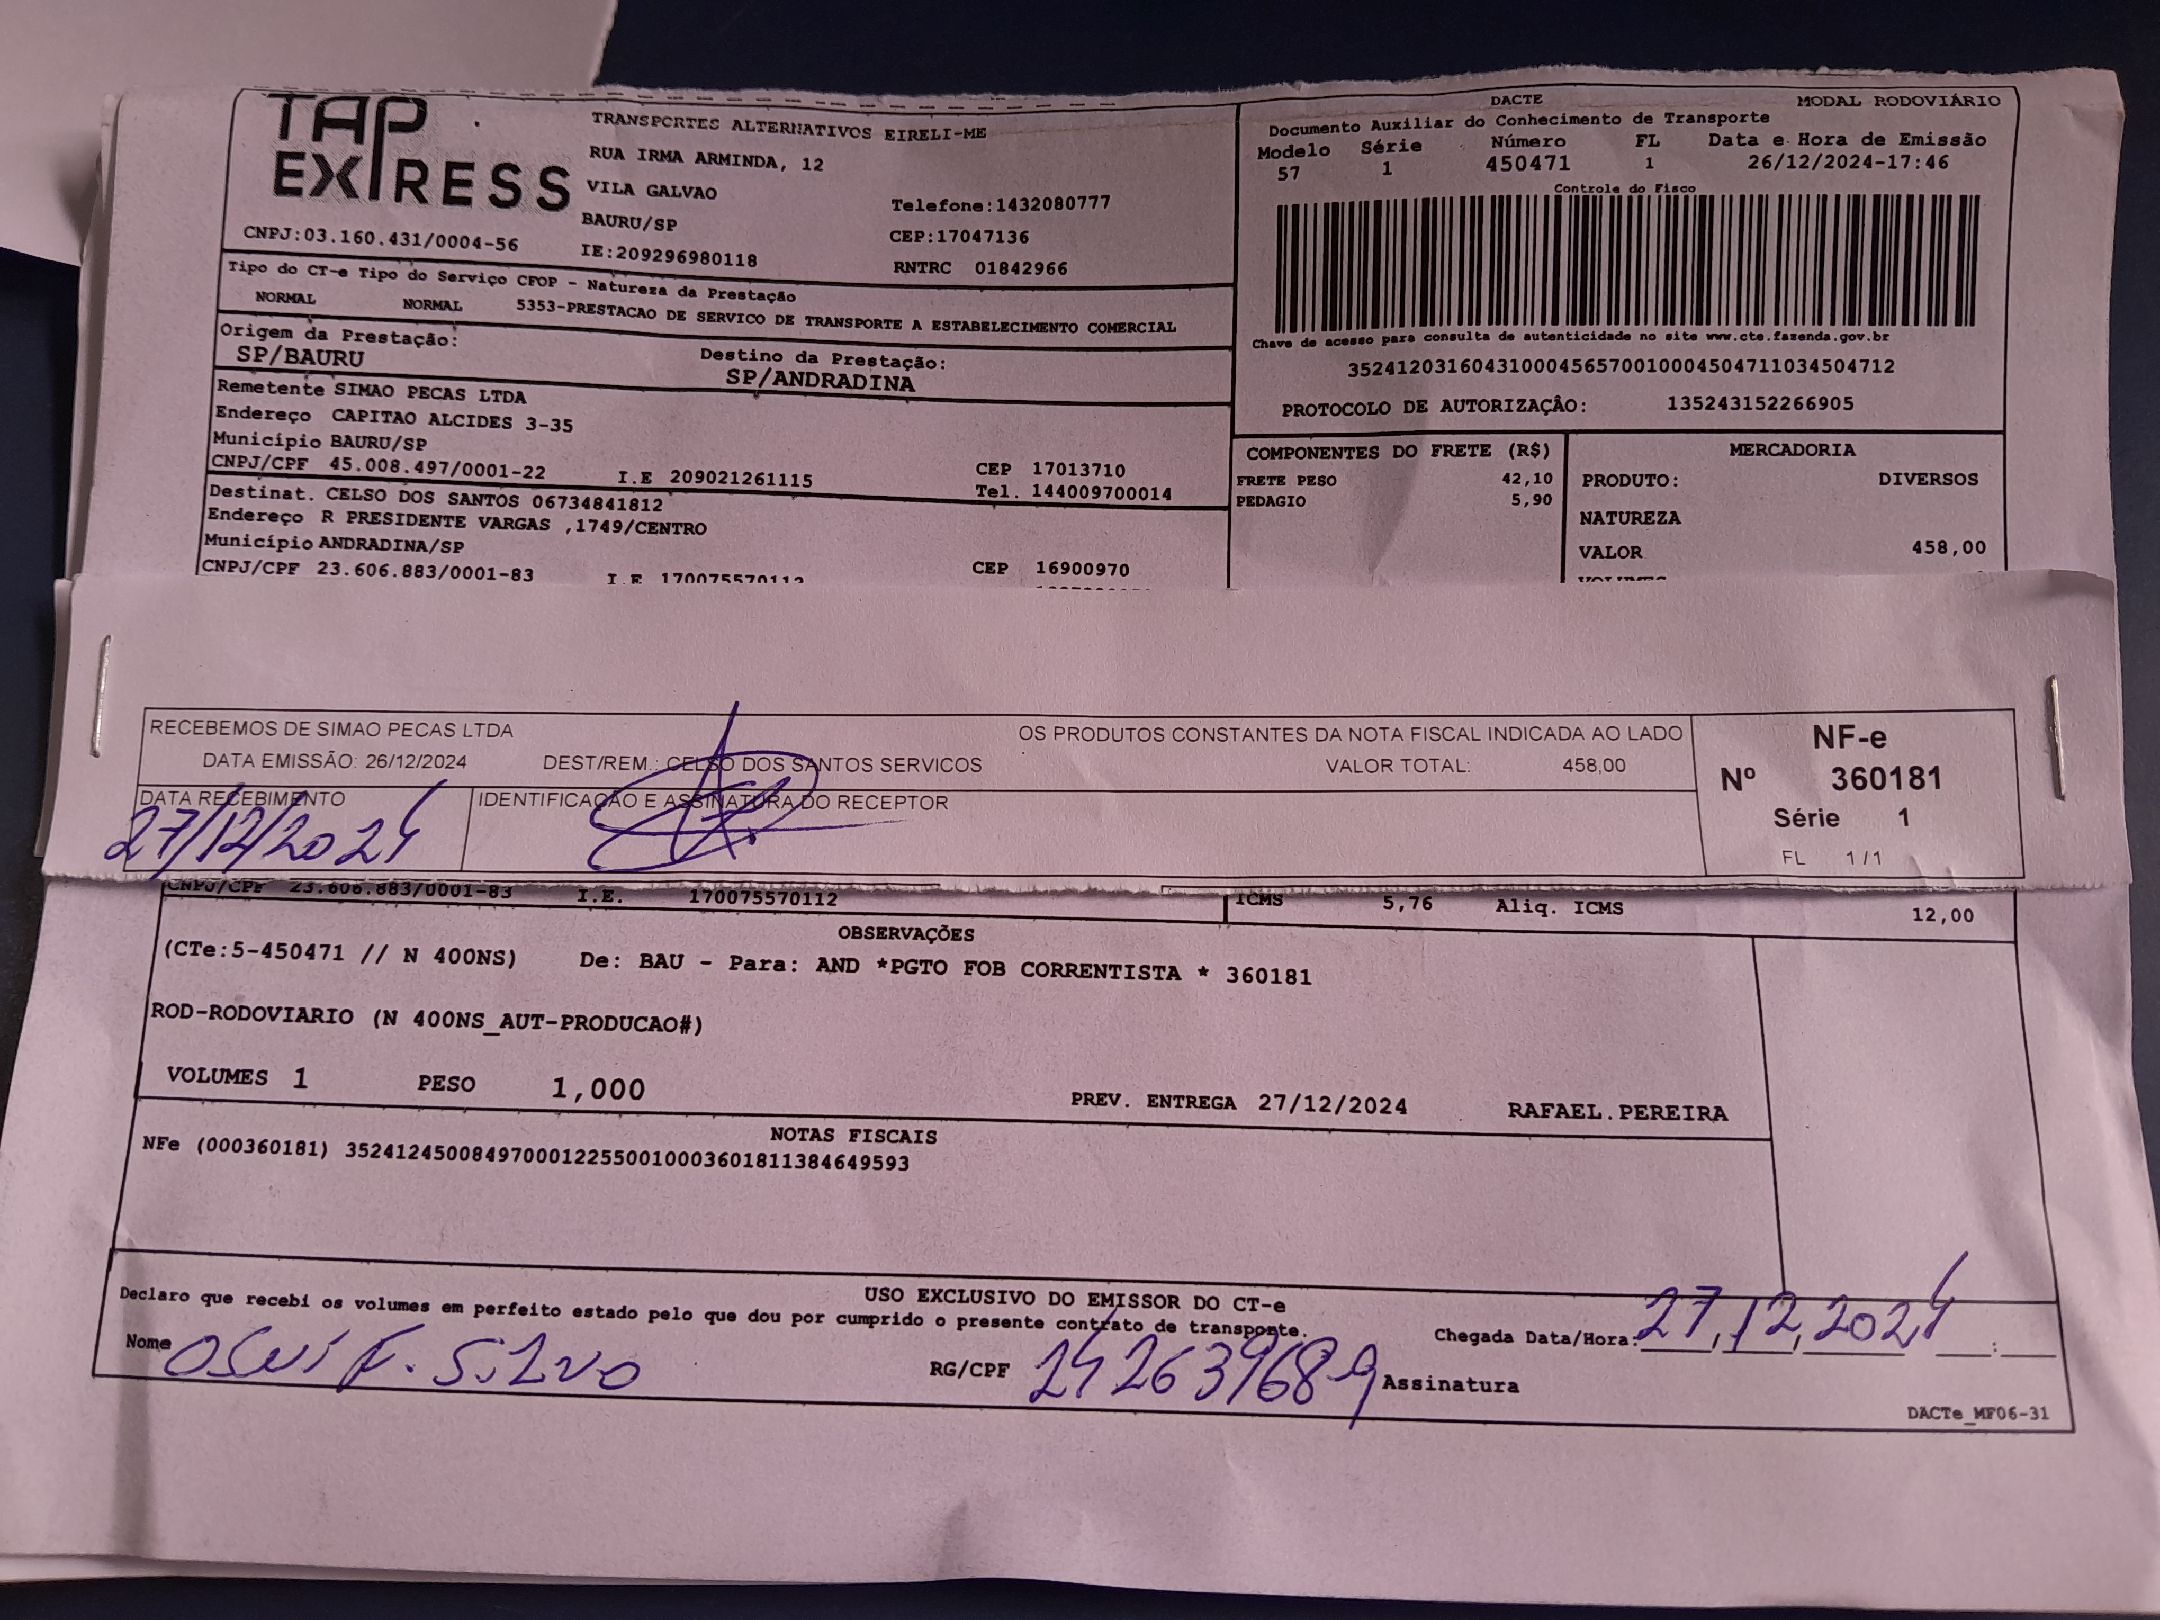 TAP EXPRESS
TRANSPORTES ALTERNATIVOS EIRELI-ME
RUA IRMA ARMINDA, 12
VILA GALVAO
BAURU/SP
IE:209296980118
Telefone:1432080777
CEP:17047136
RNTRC 01842966
CNPJ:03.160.431/0004-56
DACTE
MODAL RODOVIÁRIO
Documento Auxiliar do Conhecimento de Transporte
Modelo Série Número FL Data e Hora de Emissão
57 1 450471 1 26/12/2024-17:46
Controle do Fisco
Chave de acesso para consulta de autenticidade no site www.cte.fazenda.gov.br
35241203160431000456570010004504711034504712
PROTOCOLO DE AUTORIZAÇÂO: 135243152266905
Tipo do CT-e Tipo do Serviço CFOP - Natureza da Prestação
NORMAL NORMAL 5353-PRESTACAO DE SERVICO DE TRANSPORTE A ESTABELECIMENTO COMERCIAL
Origem da Prestação: Destino da Prestação:
SP/BAURU SP/ANDRADINA
Remetente SIMAO PECAS LTDA
Endereço CAPITAO ALCIDES 3-35
Município BAURU/SP CEP 17013710
CNPJ/CPF 45.008.497/0001-22 I.E 209021261115 Tel. 144009700014
Destinat. CELSO DOS SANTOS 06734841812
Endereço R PRESIDENTE VARGAS ,1749/CENTRO
Município ANDRADINA/SP CEP 16900970
CNPJ/CPF 23.606.883/0001-83 I.E 170075570112
COMPONENTES DO FRETE (R$)
FRETE PESO 42,10
PEDAGIO 5,90
MERCADORIA
PRODUTO: DIVERSOS
NATUREZA
VALOR 458,00
VOLUMES
RECEBEMOS DE SIMAO PECAS LTDA OS PRODUTOS CONSTANTES DA NOTA FISCAL INDICADA AO LADO
DATA EMISSÃO: 26/12/2024 DEST/REM.: CELSO DOS SANTOS SERVICOS VALOR TOTAL: 458,00
DATA RECEBIMENTO IDENTIFICAÇÃO E ASSINATURA DO RECEPTOR
27/12/2024
NF-e
Nº 360181
Série 1
FL 1/1
CNPJ/CPF 23.606.883/0001-83 I.E. 170075570112
ICMS 5,76 Aliq. ICMS 12,00
OBSERVAÇÕES
(CTe:5-450471 // N 400NS) De: BAU - Para: AND *PGTO FOB CORRENTISTA * 360181
ROD-RODOVIARIO (N 400NS_AUT-PRODUCAO#)
VOLUMES 1 PESO 1,000 PREV. ENTREGA 27/12/2024 RAFAEL.PEREIRA
NOTAS FISCAIS
NFe (000360181) 35241245008497000122550010003601811384649593
USO EXCLUSIVO DO EMISSOR DO CT-e
Declaro que recebi os volumes em perfeito estado pelo que dou por cumprido o presente contrato de transporte.
Chegada Data/Hora: 27,12,2024 :
Nome F. Silvo RG/CPF 242639689 Assinatura
DACTe_MF06-31